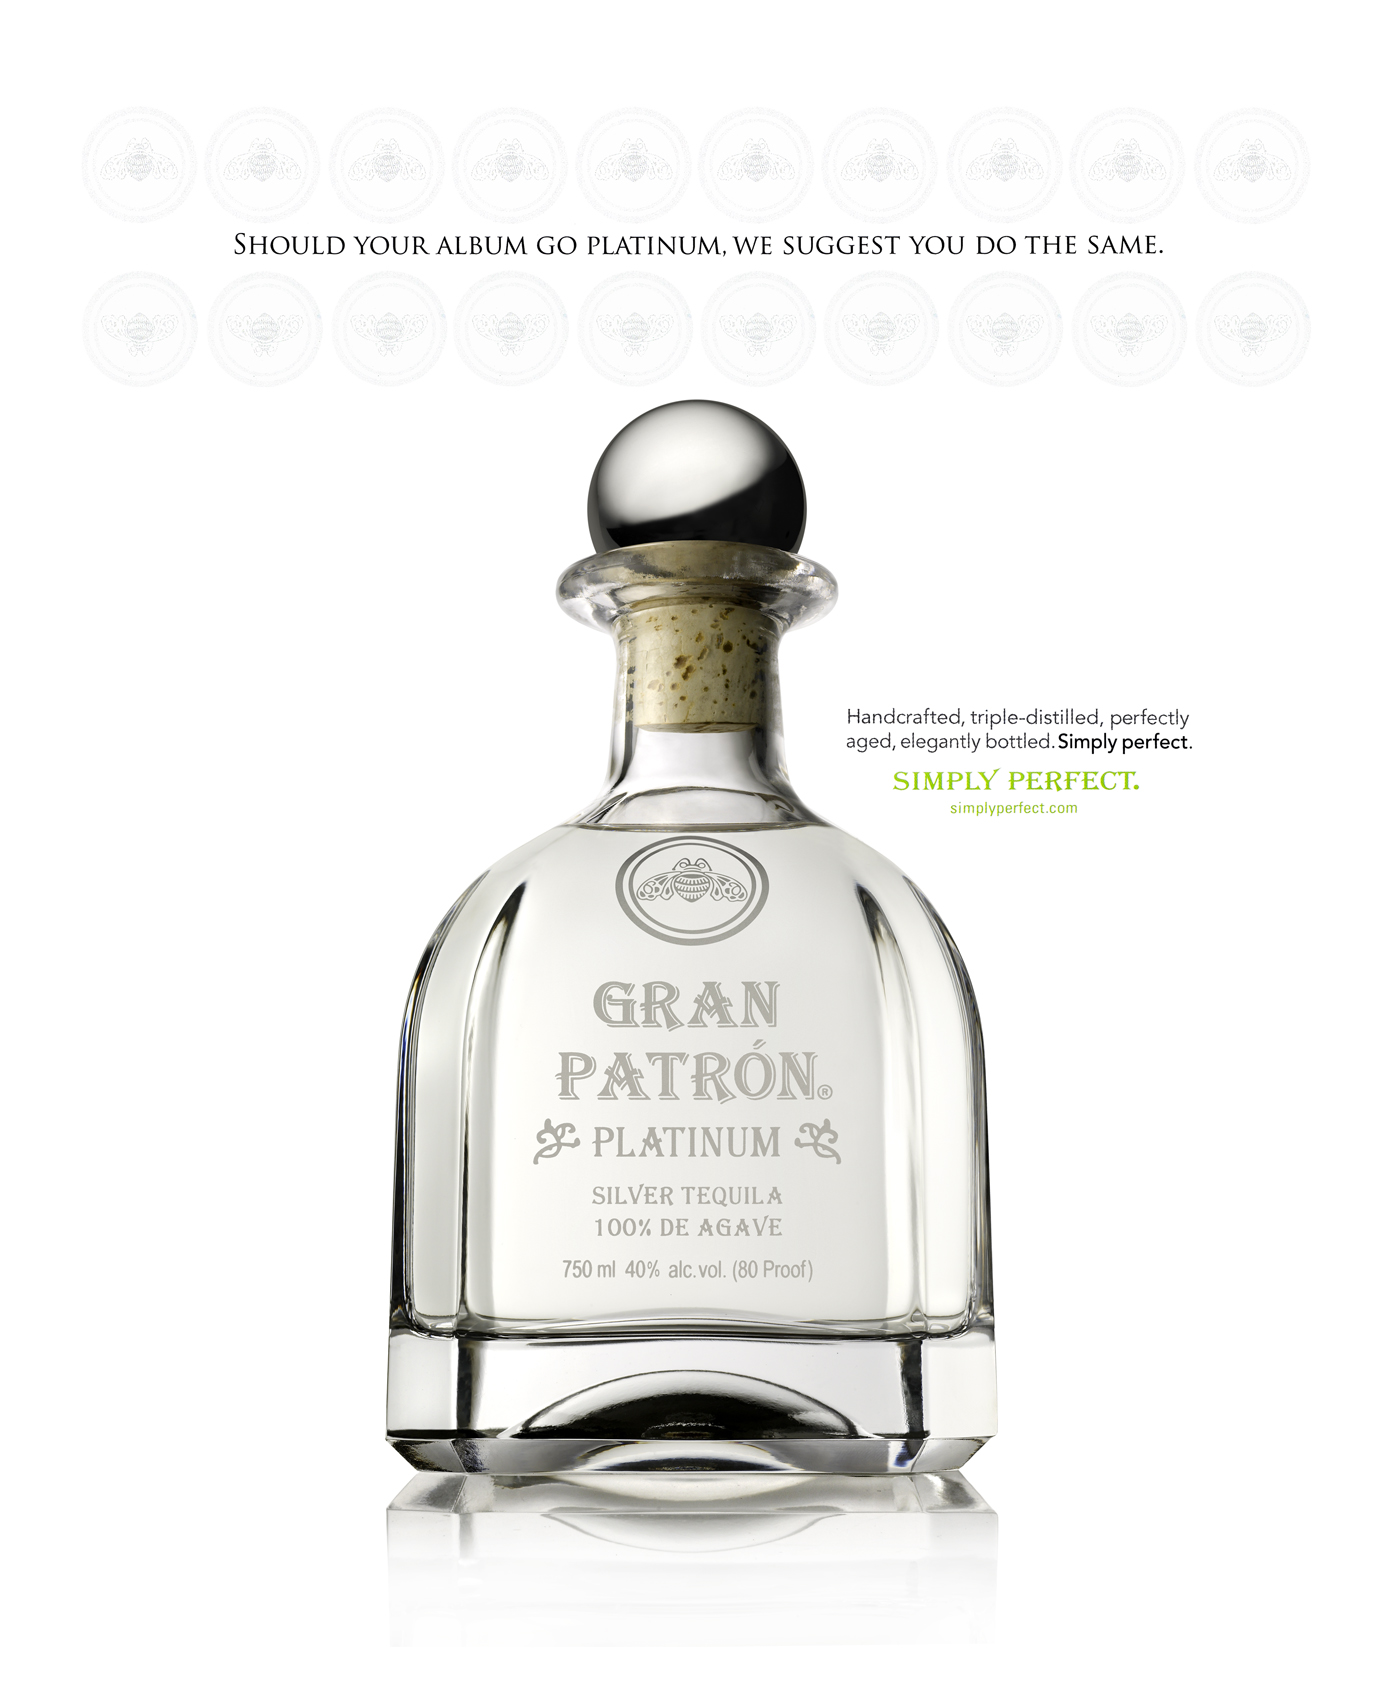 SHOULD YOUR ALBUM GO PLATINUM, WE SUGGEST YOU DO THE SAME.
Handcrafted, triple-distilled, perfectly
aged, elegantly bottled. Simply perfect.
SIMPLY PERFECT.
simplyperfect.com
GRAN
PATRÓN®
PLATINUM
SILVER TEQUILA
100% DE AGAVE
750 ml 40% alc.vol. (80 Proof)